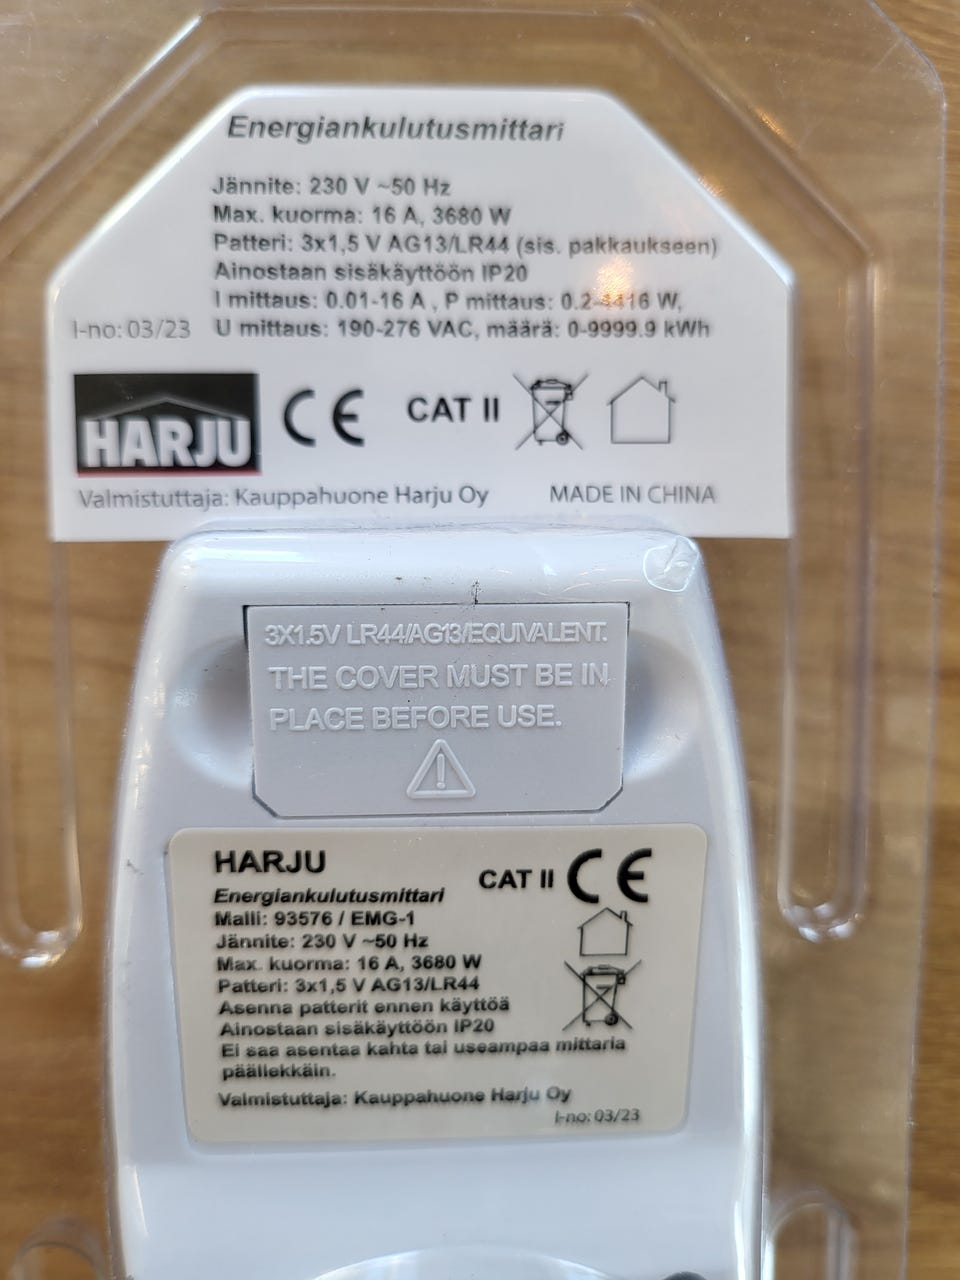 Energiankulutusmittari
Jännite: 230 V ~50 Hz
Max. kuorma: 16 A, 3680 W
Patteri: 3x1,5 V AG13/LR44 (sis. pakkaukseen)
Ainostaan sisäkäyttöön IP20
I mittaus: 0.01-16 A , P mittaus: 0.2-4416 W,
I-no: 03/23 U mittaus: 190-276 VAC, määrä: 0-9999.9 kWh
HARJU CE CAT II
Valmistuttaja: Kauppahuone Harju Oy MADE IN CHINA
3X1.5V LR44/AG13/EQUIVALENT.
THE COVER MUST BE IN
PLACE BEFORE USE.
HARJU
CAT II CE
Energiankulutusmittari
Malli: 93576 / EMG-1
Jännite: 230 V ~50 Hz
Max. kuorma: 16 A, 3680 W
Patteri: 3x1,5 V AG13/LR44
Asenna patterit ennen käyttöä
Ainostaan sisäkäyttöön IP20
Ei saa asentaa kahta tai useampaa mittaria
päällekkäin.
Valmistuttaja: Kauppahuone Harju Oy
I-no: 03/23